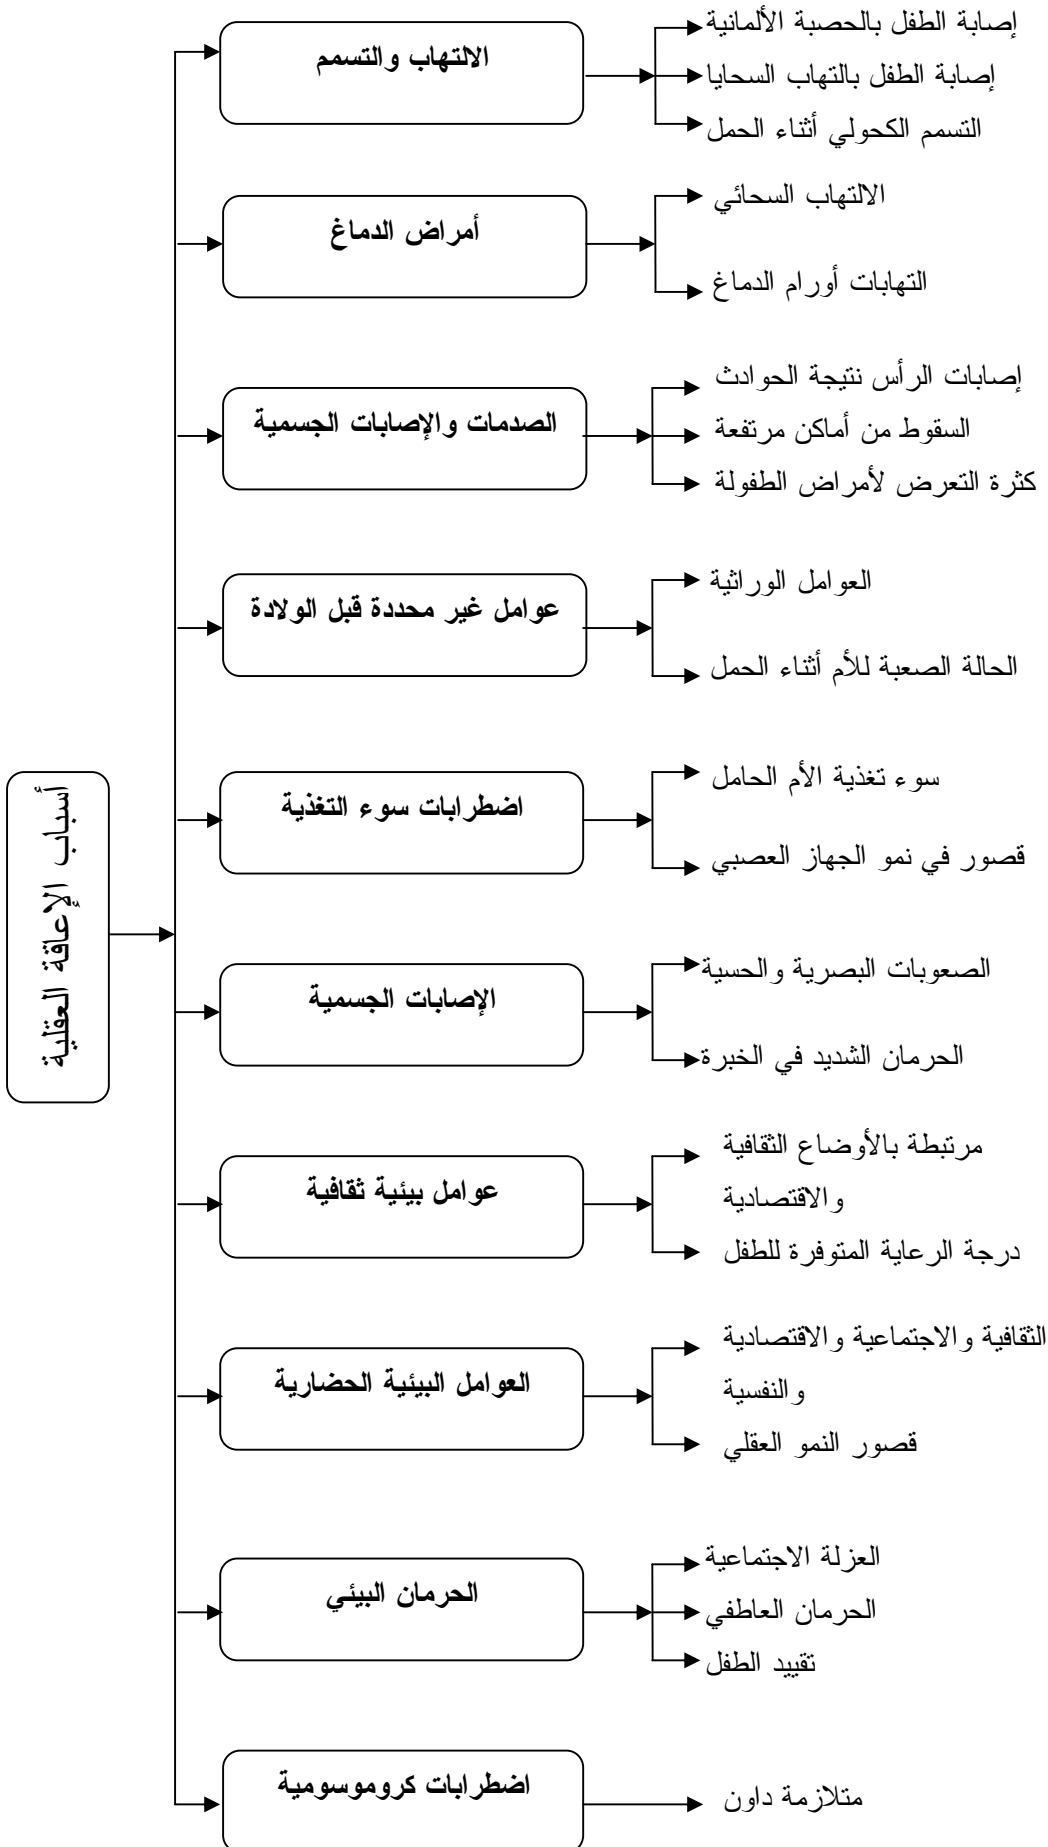 أسباب الإعاقة العقلية
الالتهاب والتسمم
إصابة الطفل بالحصبة الألمانية
إصابة الطفل بالتهاب السحايا
التسمم الكحولي أثناء الحمل
أمراض الدماغ
الالتهاب السحائي
التهابات أورام الدماغ
الصدمات والإصابات الجسمية
إصابات الرأس نتيجة الحوادث
السقوط من أماكن مرتفعة
كثرة التعرض لأمراض الطفولة
عوامل غير محددة قبل الولادة
العوامل الوراثية
الحالة الصعبة للأم أثناء الحمل
اضطرابات سوء التغذية
سوء تغذية الأم الحامل
قصور في نمو الجهاز العصبي
الإصابات الجسمية
الصعوبات البصرية والحسية
الحرمان الشديد في الخبرة
عوامل بيئية ثقافية
مرتبطة بالأوضاع الثقافية
والاقتصادية
درجة الرعاية المتوفرة للطفل
العوامل البيئية الحضارية
الثقافية والاجتماعية والاقتصادية
والنفسية
قصور النمو العقلي
الحرمان البيئي
العزلة الاجتماعية
الحرمان العاطفي
تقييد الطفل
اضطرابات كروموسومية
متلازمة داون